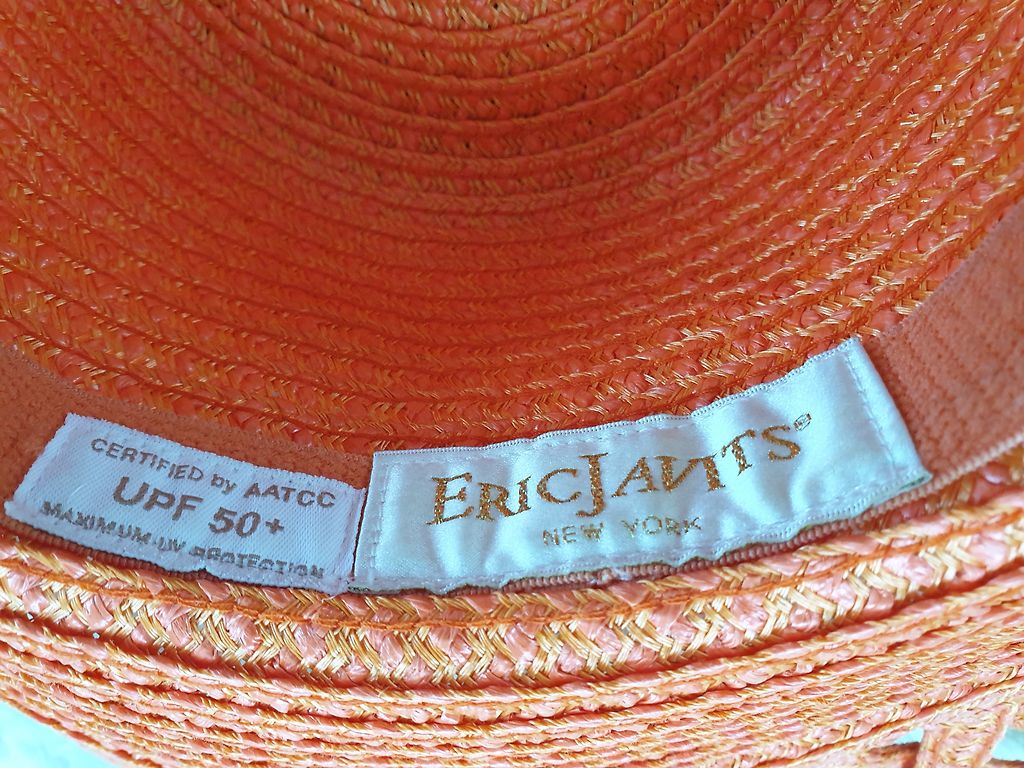 CERTIFIED by AATCC
UPF 50+
MAXIMUM UV PROTECTION
ERICJAVITS®
NEW YORK